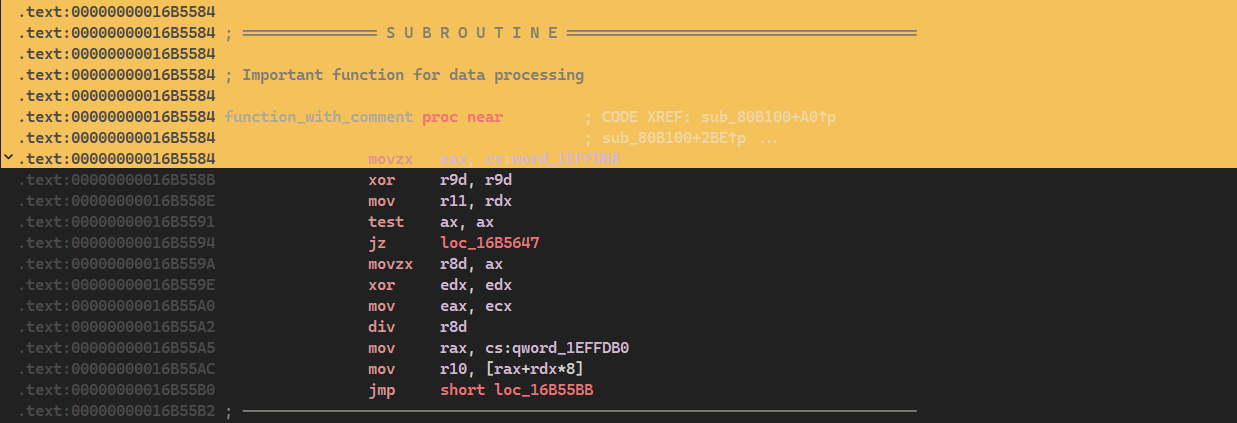 .text:00000000016B5584
.text:00000000016B5584 ; =============== S U B R O U T I N E =======================================
.text:00000000016B5584
.text:00000000016B5584 ; Important function for data processing
.text:00000000016B5584
.text:00000000016B5584 function_with_comment proc near ; CODE XREF: sub_80B100+A0↑p
.text:00000000016B5584 ; sub_80B100+2BE↑p ...
.text:00000000016B5584 movzx eax,
.text:00000000016B558B xor r9d, r9d
.text:00000000016B558E mov r11, rdx
.text:00000000016B5591 test ax, ax
.text:00000000016B5594 jz loc_16B5647
.text:00000000016B559A movzx r8d, ax
.text:00000000016B559E xor edx, edx
.text:00000000016B55A0 mov eax, ecx
.text:00000000016B55A2 div r8d
.text:00000000016B55A5 mov rax, cs:qword_1EFFDB0
.text:00000000016B55AC mov r10, [rax+rdx*8]
.text:00000000016B55B0 jmp short loc_16B55BB
.text:00000000016B55B2 ; ---------------------------------------------------------------------------